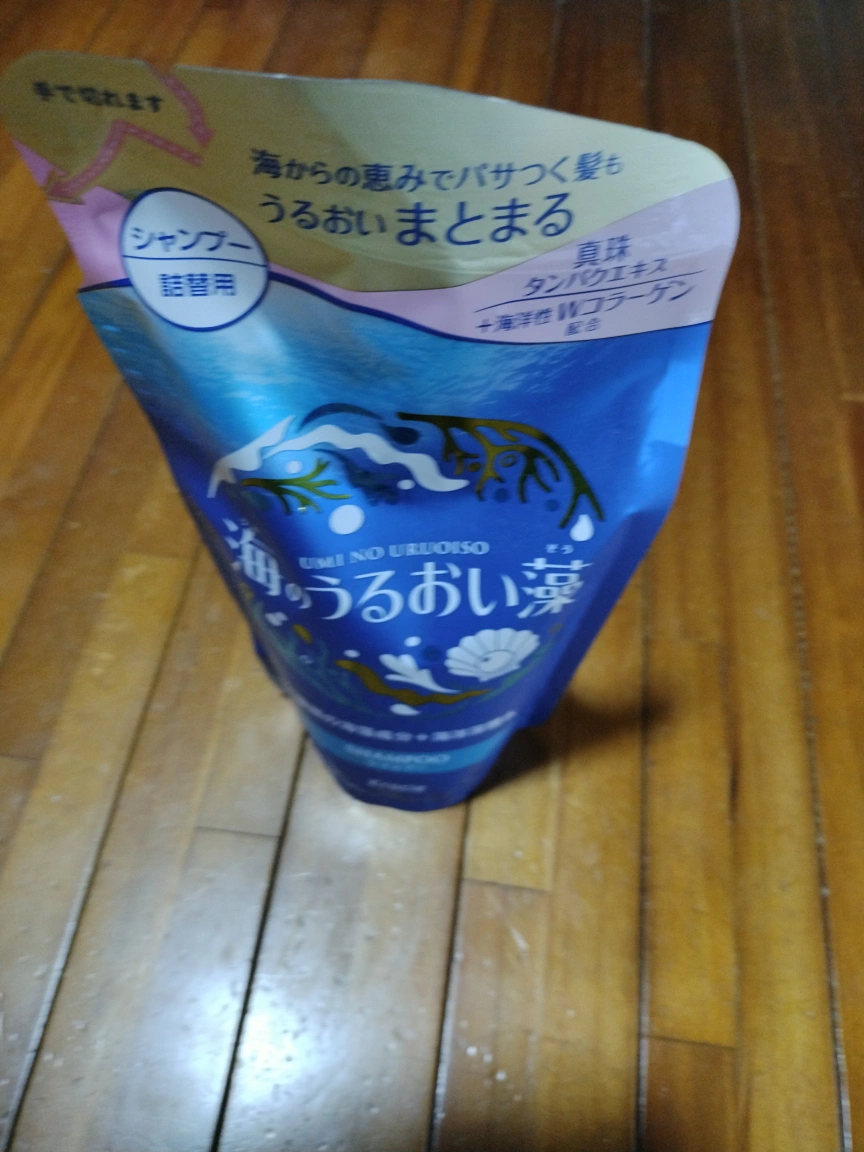 手で切れます
海からの恵みでパサつく髪も
うるおいまとまる
シャンプー
詰替用
真珠
タンパクエキス
+海洋性Wコラーゲン
配合
UMI NO URUOISO
そう
海のうるおい藻
SHAMPOO